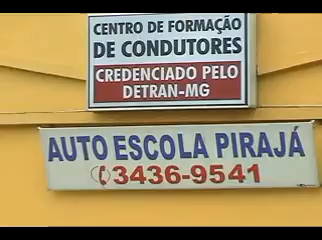 CENTRO DE FORMAÇÃO
DE CONDUTORES
CREDENCIADO PELO
DETRAN-MG
AUTO ESCOLA PIRAJÁ
3436-9541